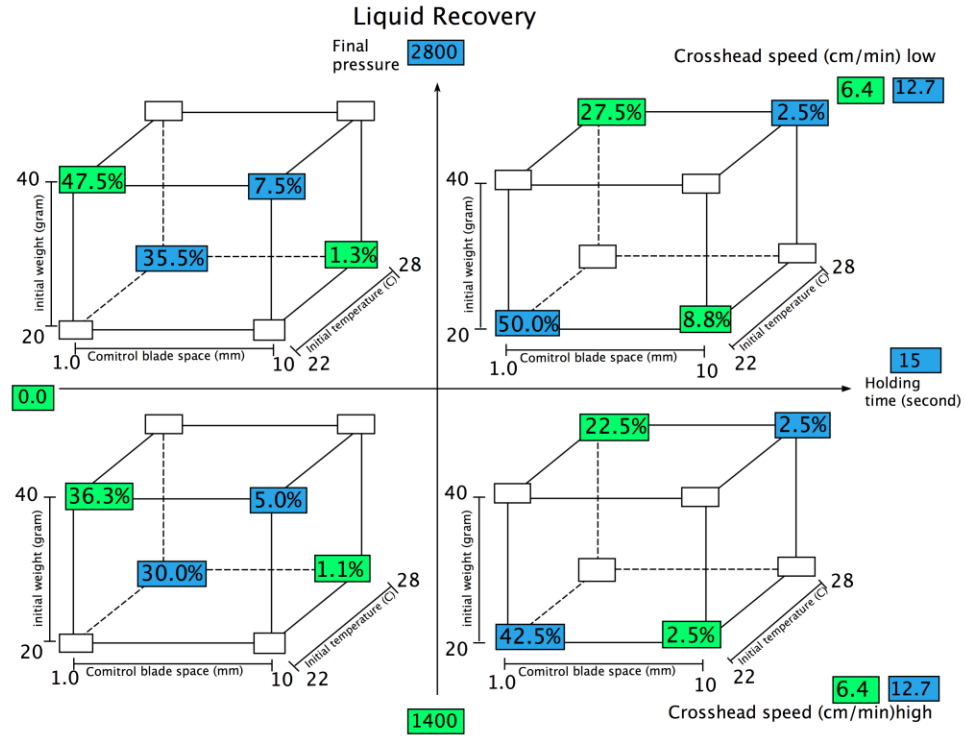 Liquid Recovery
Final
pressure
2800
Crosshead speed (cm/min) low
6.4
12.7
47.5%
7.5%
35.5%
1.3%
40
20
initial weight (gram)
1.0
Comitrol blade space (mm)
10
22
Initial temperature (C)
28
27.5%
2.5%
50.0%
8.8%
40
20
initial weight (gram)
1.0
Comitrol blade space (mm)
10
22
Initial temperature (C)
28
0.0
15
Holding
time (second)
36.3%
5.0%
30.0%
1.1%
40
20
initial weight (gram)
1.0
Comitrol blade space (mm)
10
22
Initial temperature (C)
28
22.5%
2.5%
42.5%
2.5%
40
20
initial weight (gram)
1.0
Comitrol blade space (mm)
10
22
Initial temperature (C)
28
1400
6.4
12.7
Crosshead speed (cm/min)high